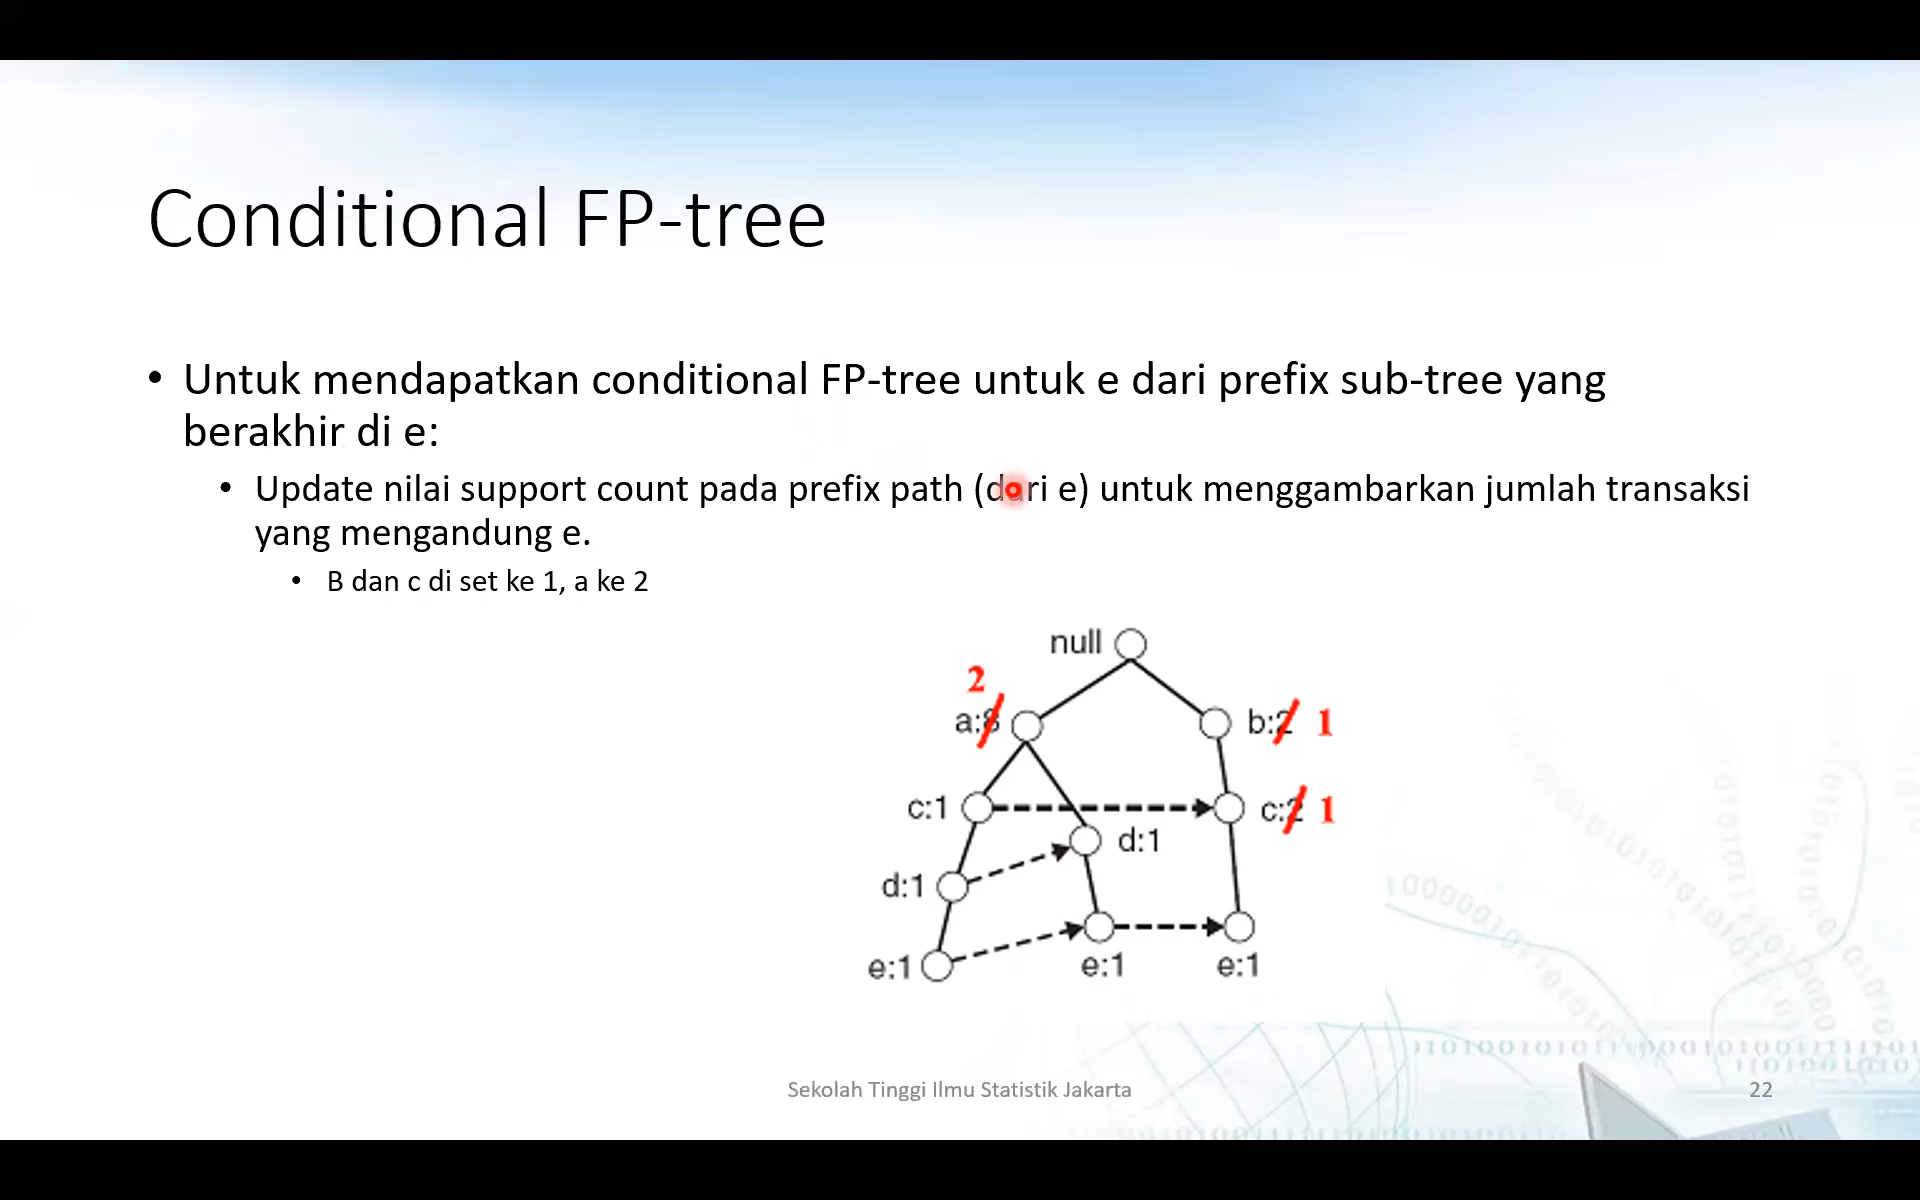 Conditional FP-tree
• Untuk mendapatkan conditional FP-tree untuk e dari prefix sub-tree yang
berakhir di e:
• Update nilai support count pada prefix path (dari e) untuk menggambarkan jumlah transaksi
yang mengandung e.
• B dan c di set ke 1, a ke 2
null
2
a:8
b:2 1
c:1
c:2 1
d:1
d:1
e:1
e:1
e:1
Sekolah Tinggi Ilmu Statistik Jakarta
22